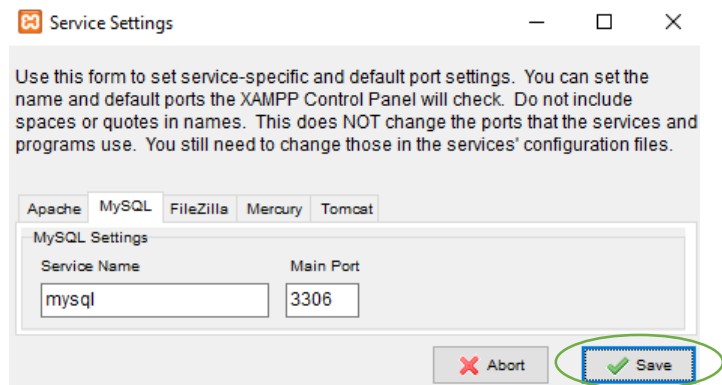 Service Settings
Use this form to set service-specific and default port settings. You can set the
name and default ports the XAMPP Control Panel will check. Do not include
spaces or quotes in names. This does NOT change the ports that the services and
programs use. You still need to change those in the services' configuration files.
Apache MySQL FileZilla Mercury Tomcat
MySQL Settings
Service Name Main Port
mysql 3306
Abort Save